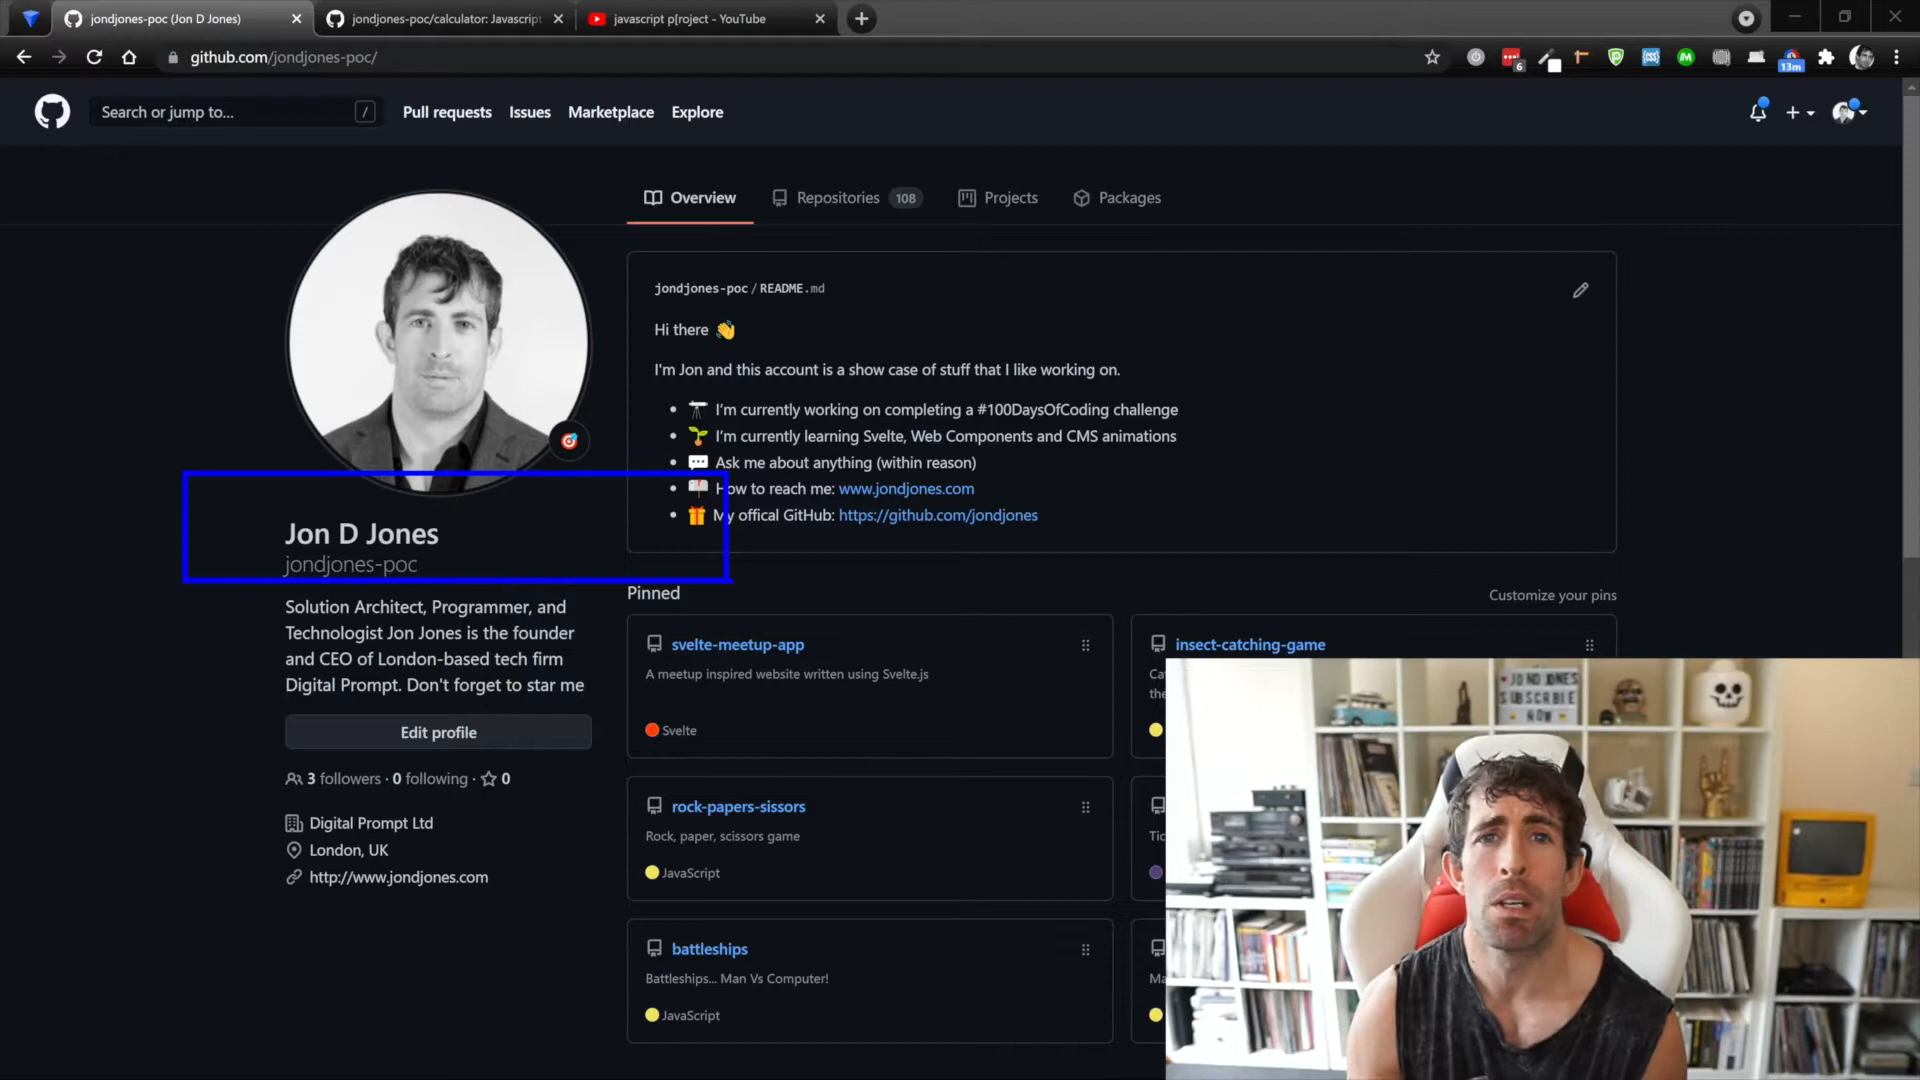 jondjones-poc (Jon D Jones)
jondjones-poc/calculator: Javascript
javascript p[roject - YouTube
github.com/jondjones-poc/
6
13m
Search or jump to...
/
Pull requests
Issues
Marketplace
Explore
Overview
Repositories 108
Projects
Packages
jondjones-poc / README.md
Hi there 👋
I'm Jon and this account is a show case of stuff that I like working on.
I'm currently working on completing a #100DaysOfCoding challenge
I'm currently learning Svelte, Web Components and CMS animations
Ask me about anything (within reason)
How to reach me: www.jondjones.com
My offical GitHub: https://github.com/jondjones
Jon D Jones
jondjones-poc
Solution Architect, Programmer, and
Technologist Jon Jones is the founder
and CEO of London-based tech firm
Digital Prompt. Don't forget to star me
Edit profile
3 followers · 0 following · 0
Digital Prompt Ltd
London, UK
http://www.jondjones.com
Pinned
Customize your pins
svelte-meetup-app
A meetup inspired website written using Svelte.js
Svelte
insect-catching-game
Ca
the
rock-papers-sissors
Rock, paper, scissors game
JavaScript
Tic
battleships
Battleships... Man Vs Computer!
JavaScript
Ma
JONDJONES
SUBSCRBIE
NOW